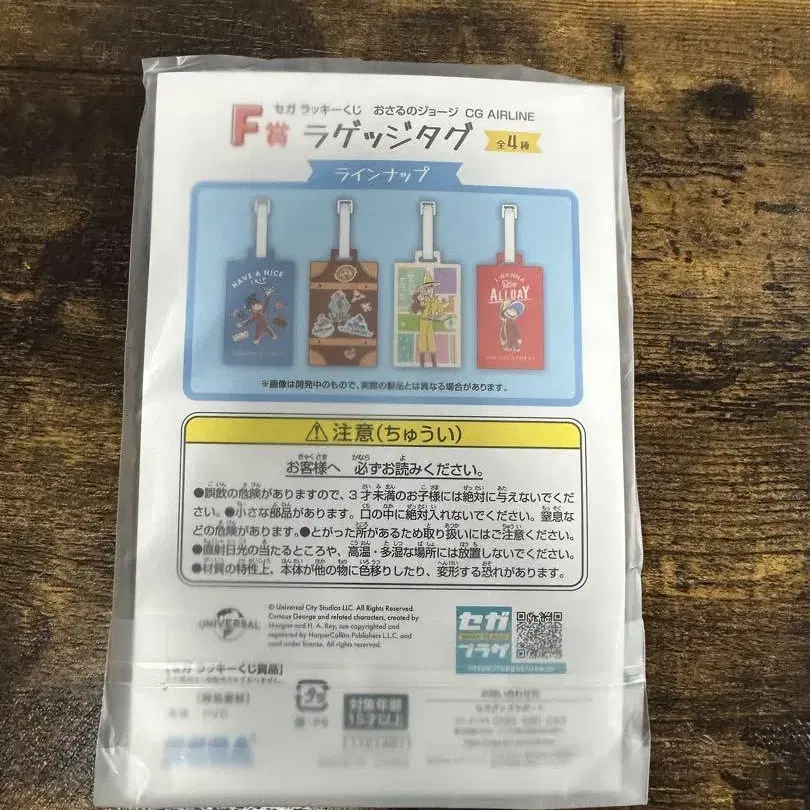 セガ ラッキーくじ おさるのジョージ CG AIRLINE
F賞 ラゲッジタグ 全4種
ラインナップ
HAVE A NICE TRIP
I WANNA
ALL DAY
※画像は開発中のもので、実際の製品とは異なる場合があります。
⚠注意(ちゅうい)
お客様へ 必ずお読みください。
●誤飲の危険がありますので、3才未満のお子様には絶対に与えないでくだ
さい。●小さな部品があります。口の中に絶対入れないでください。窒息な
どの危険があります。●とがった所があるため取り扱いにはご注意ください。
●直射日光の当たるところや、高温・多湿な場所には放置しないでください。
●材質の特性上、本体が他の物に色移りしたり、変形する恐れがあります。
© Universal City Studios LLC. All Rights Reserved.
Curious George and related characters, created by
Margret and H. A. Rey, are copyrighted and
registered by HarperCollins Publishers L.L.C. and
used under license. All rights reserved.
UNIVERSAL
セガ
プラザ
【セガ ラッキーくじ賞品】
お問い合わせ先
対象年齢
15才以上
本体:PVC
袋:PE
プラ
SEGA